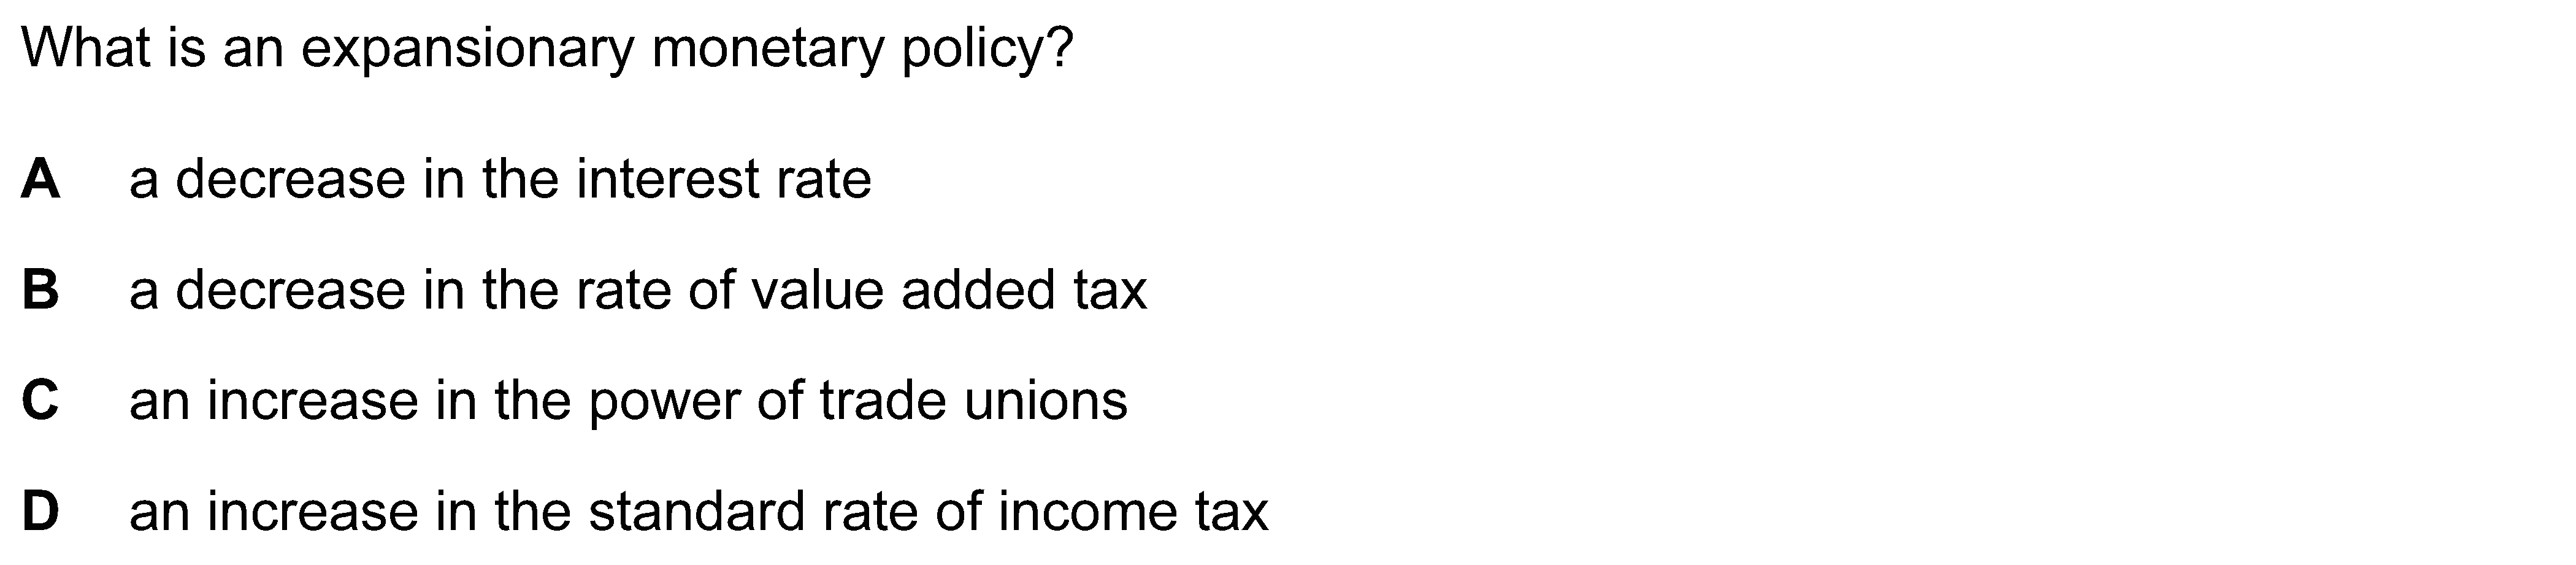 What is an expansionary monetary policy?
A a decrease in the interest rate
B a decrease in the rate of value added tax
C an increase in the power of trade unions
D an increase in the standard rate of income tax